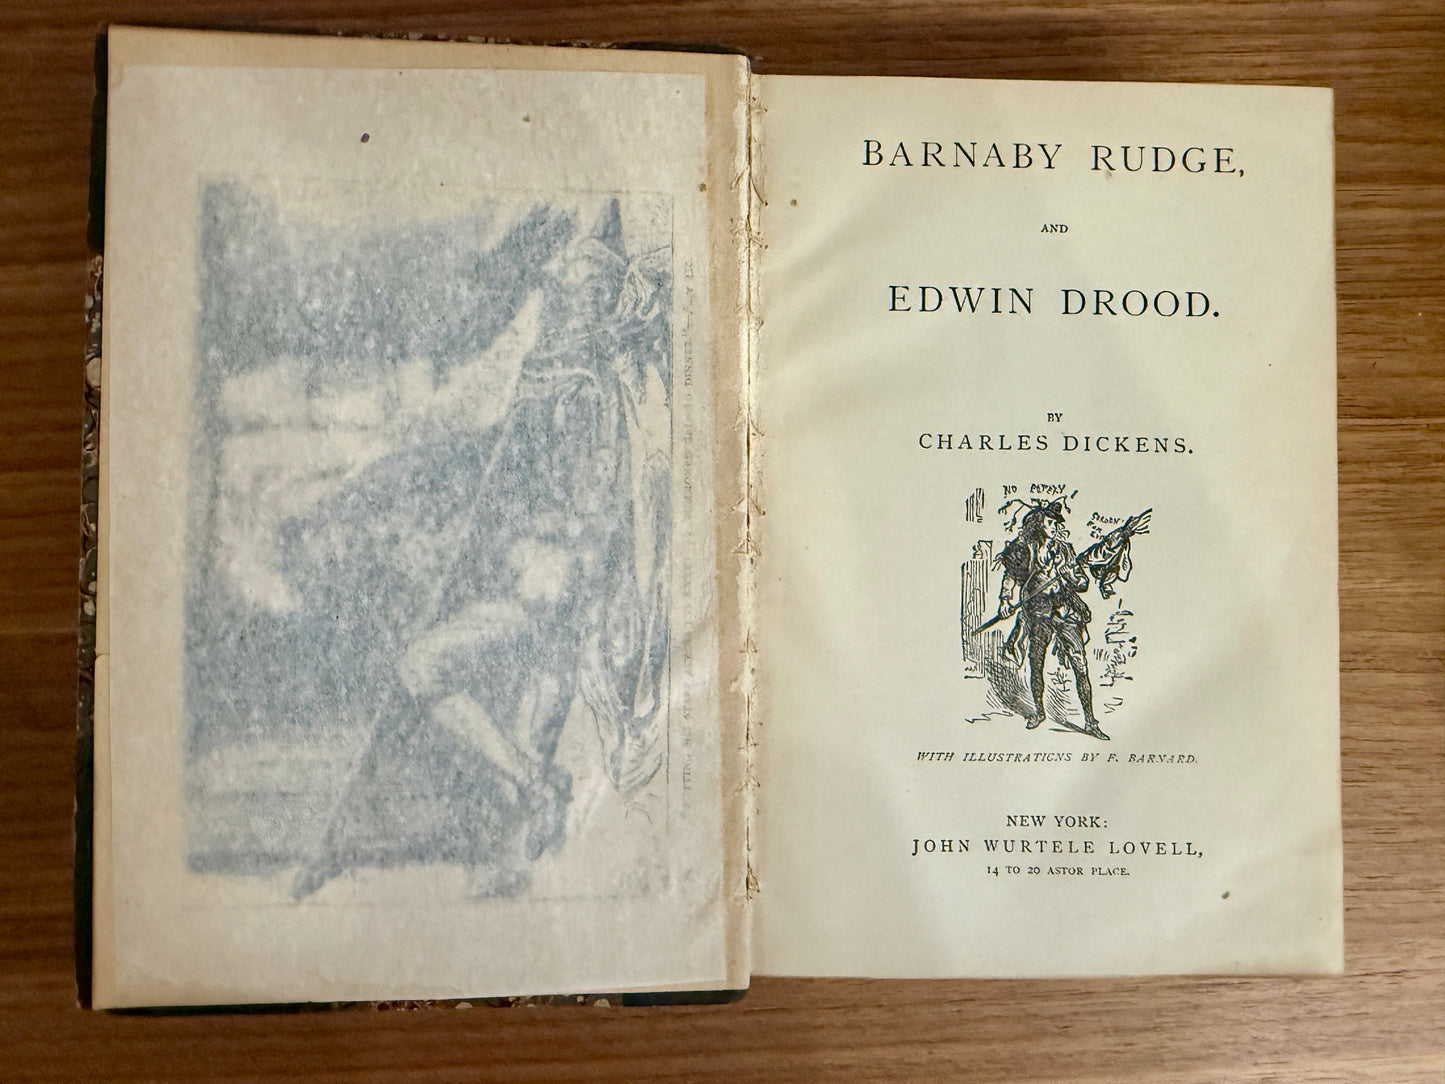 DINNER."
BARNABY RUDGE,
AND
EDWIN DROOD.
BY
CHARLES DICKENS.
NO POPERY
WITH ILLUSTRATIONS BY F. BARNARD.
NEW YORK:
JOHN WURTELE LOVELL,
14 TO 20 ASTOR PLACE.